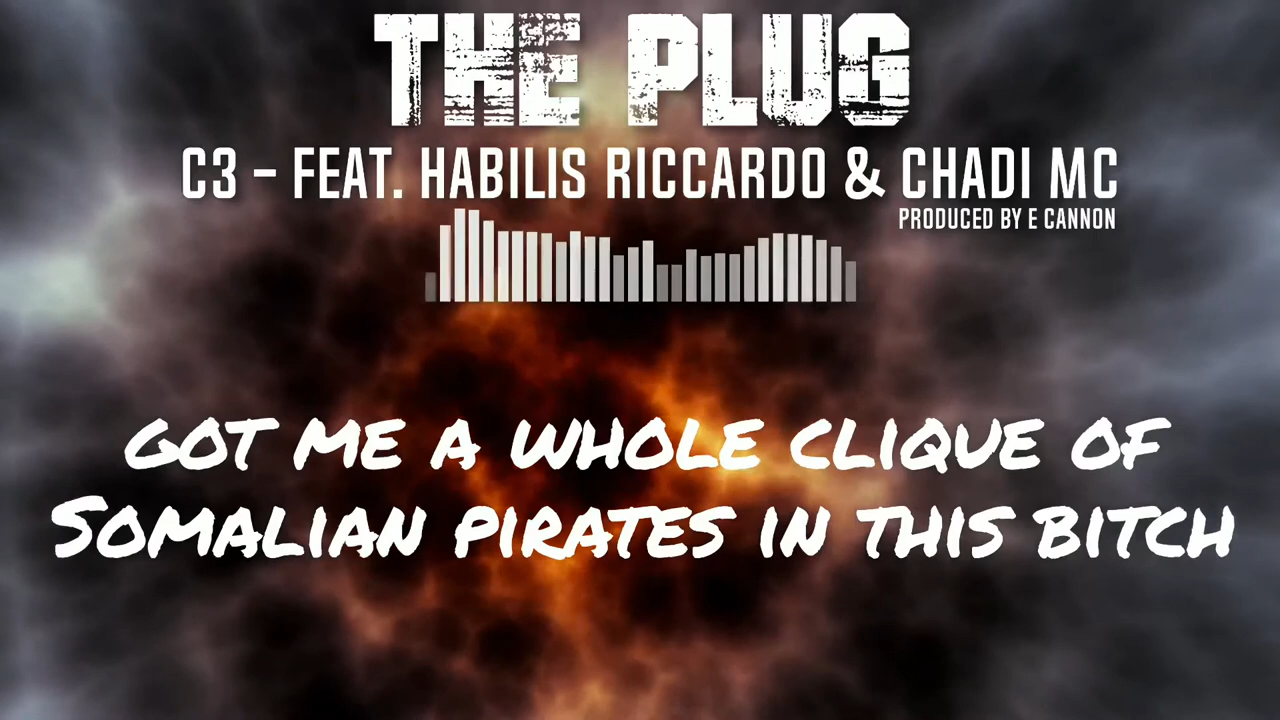 THE PLUG
C3 – FEAT. HABILIS RICCARDO & CHADI MC
PRODUCED BY E CANNON
GOT ME A WHOLE CLIQUE OF
SOMALIAN PIRATES IN THIS BITCH